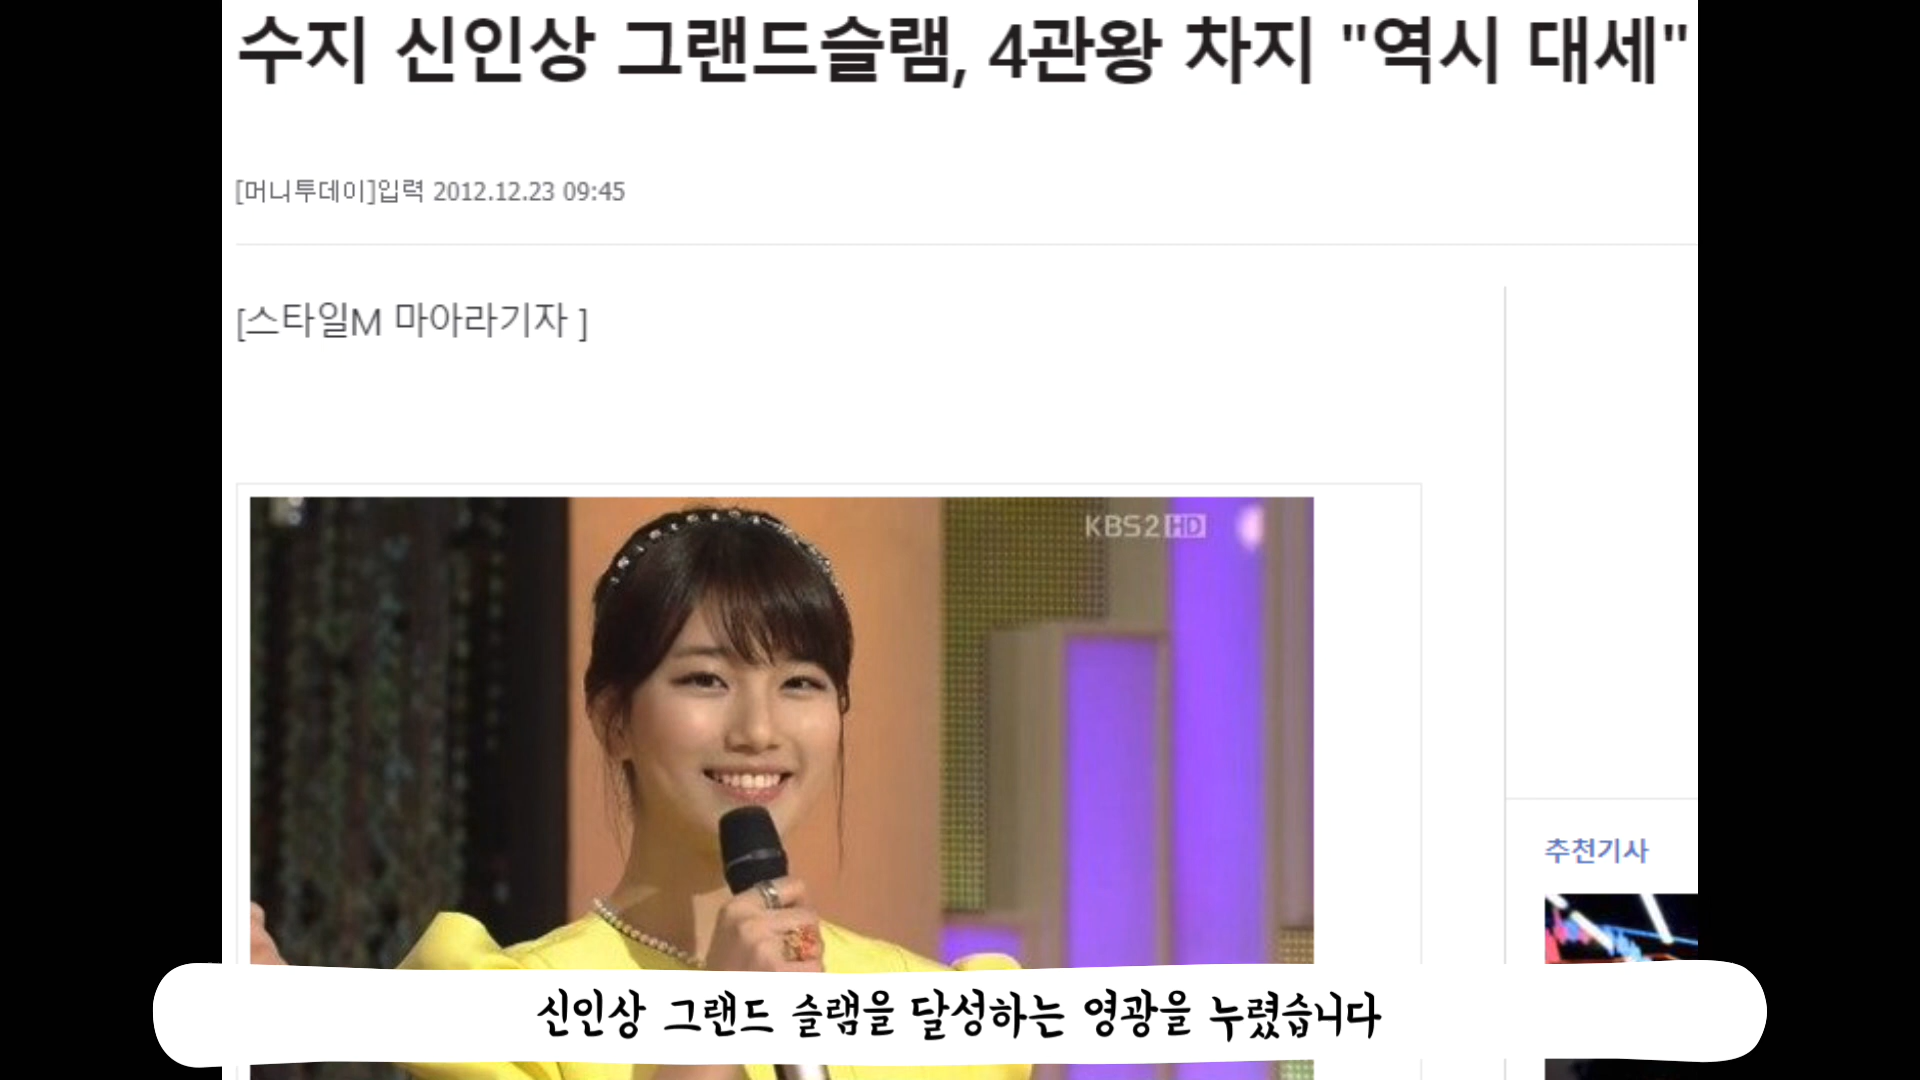 수지 신인상 그랜드슬램, 4관왕 차지 "역시 대세"
[머니투데이]입력 2012.12.23 09:45
[스타일M 마아라기자 ]
KBS2 HD
추천기사
신인상 그랜드 슬램을 달성하는 영광을 누렸습니다